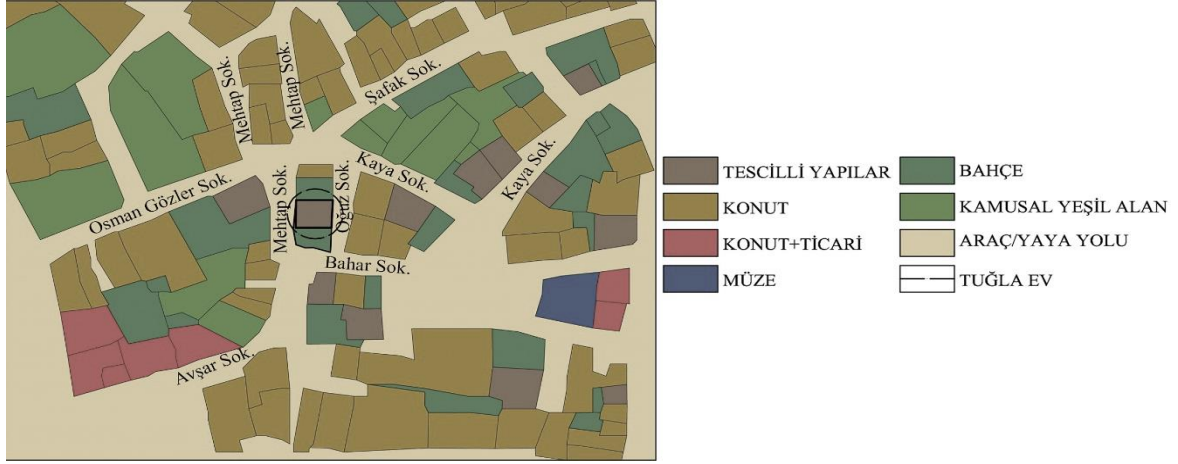 Mehtap Sok.
Mehtap Sok.
Şafak Sok.
Kaya Sok.
Kaya Sok.
Osman Gözler Sok.
Mehtap Sok.
Oğuz Sok.
Bahar Sok.
Avşar Sok.
TESCİLLİ YAPILAR
BAHÇE
KONUT
KAMUSAL YEŞİL ALAN
KONUT+TİCARİ
ARAÇ/YAYA YOLU
MÜZE
TUĞLA EV